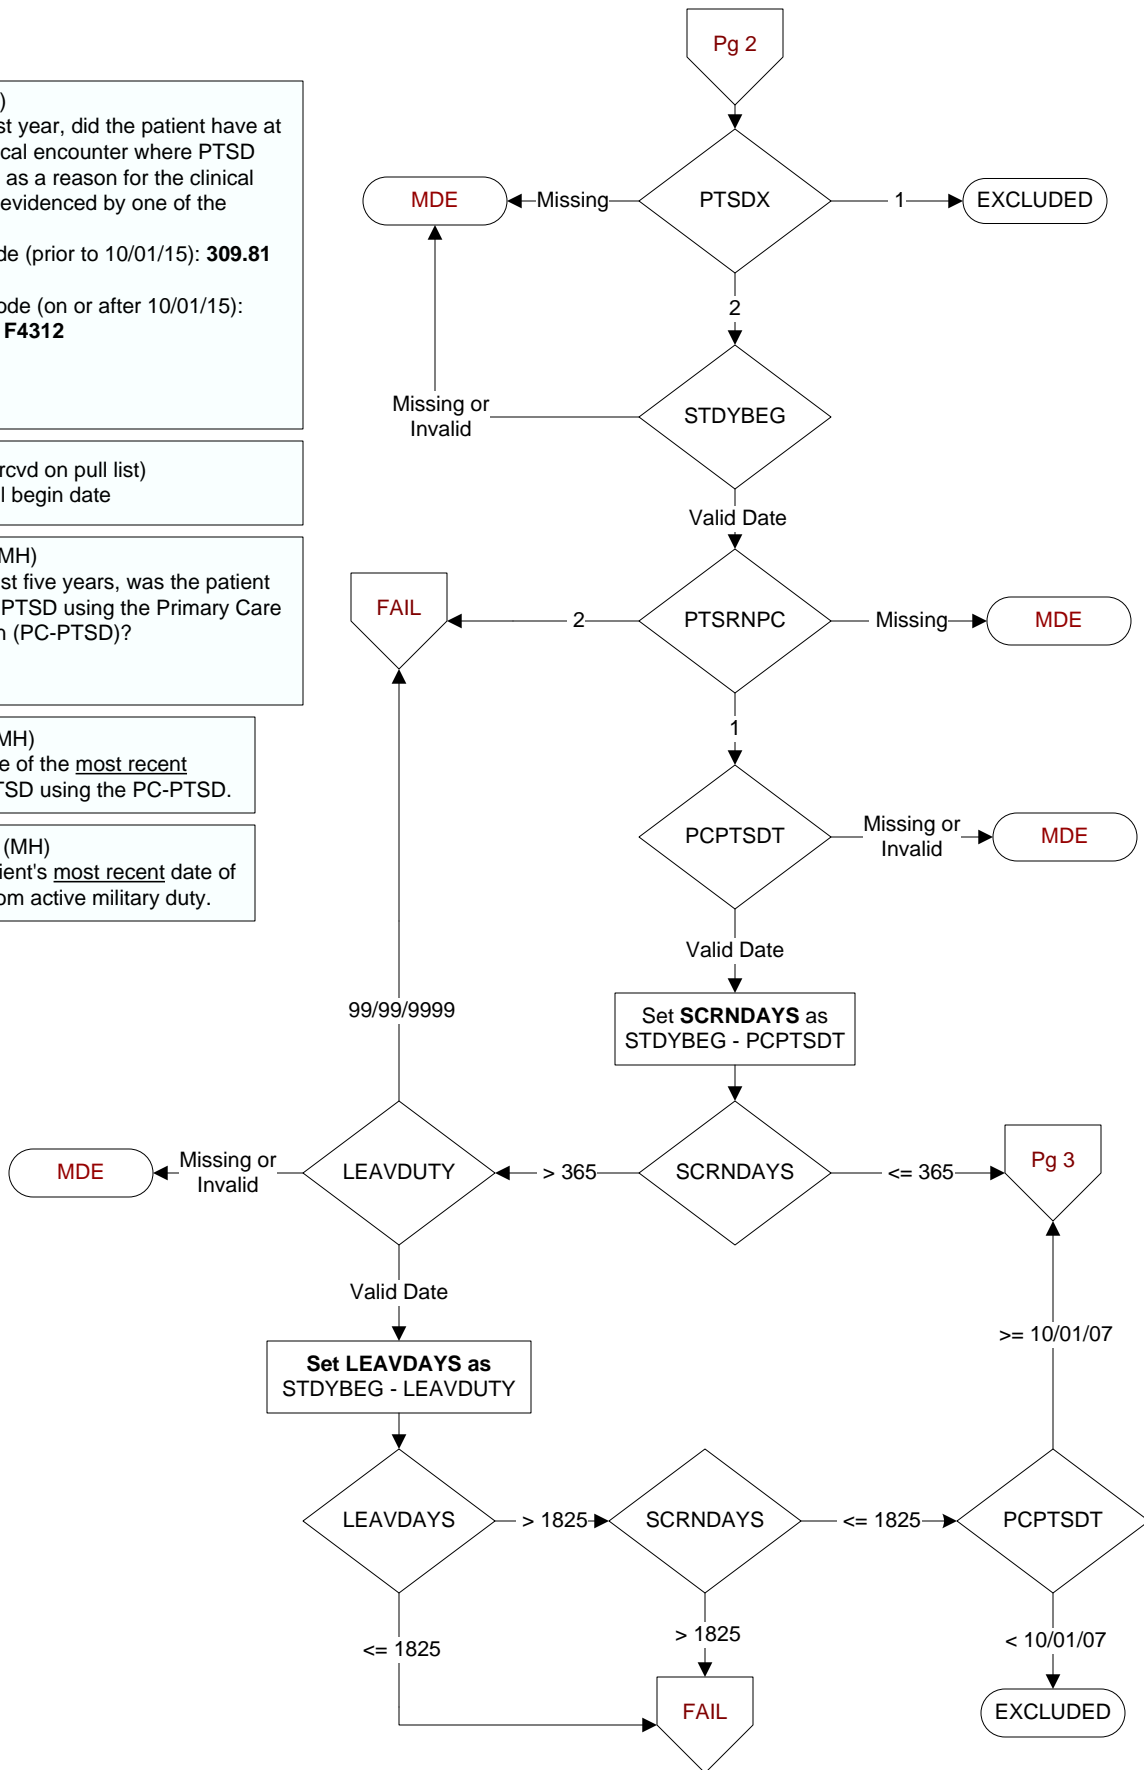 Pg 2
)
st year, did the patient have at
cal encounter where PTSD
as a reason for the clinical
evidenced by one of the
de (prior to 10/01/15): 309.81
ode (on or after 10/01/15):
F4312
rcvd on pull list)
l begin date
MH)
st five years, was the patient
PTSD using the Primary Care
n (PC-PTSD)?
MH)
e of the most recent
TSD using the PC-PTSD.
(MH)
ient's most recent date of
om active military duty.
MDE
Missing
PTSDX
1
EXCLUDED
2
Missing or
Invalid
STDYBEG
Valid Date
FAIL
2
PTSRNPC
Missing
MDE
1
PCPTSDT
Missing or
Invalid
MDE
Valid Date
99/99/9999
Set SCRNDAYS as
STDYBEG - PCPTSDT
MDE
Missing or
Invalid
LEAVDUTY
> 365
SCRNDAYS
<= 365
Pg 3
Valid Date
>= 10/01/07
Set LEAVDAYS as
STDYBEG - LEAVDUTY
LEAVDAYS
> 1825
SCRNDAYS
<= 1825
PCPTSDT
<= 1825
> 1825
< 10/01/07
FAIL
EXCLUDED